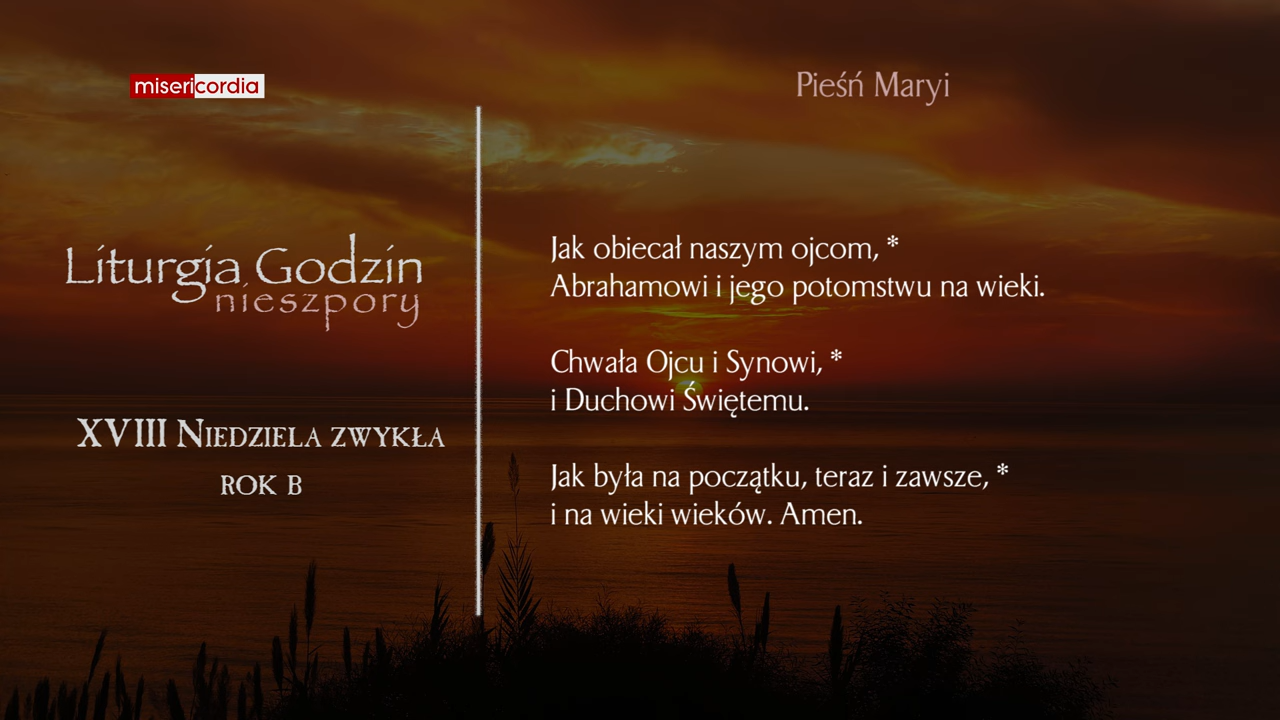 misericordia
Liturgia Godzin
nieszpory
XVIII Niedziela zwykła
rok B
Pieśń Maryi
Jak obiecał naszym ojcom, *
Abrahamowi i jego potomstwu na wieki.
Chwała Ojcu i Synowi, *
i Duchowi Świętemu.
Jak była na początku, teraz i zawsze, *
i na wieki wieków. Amen.